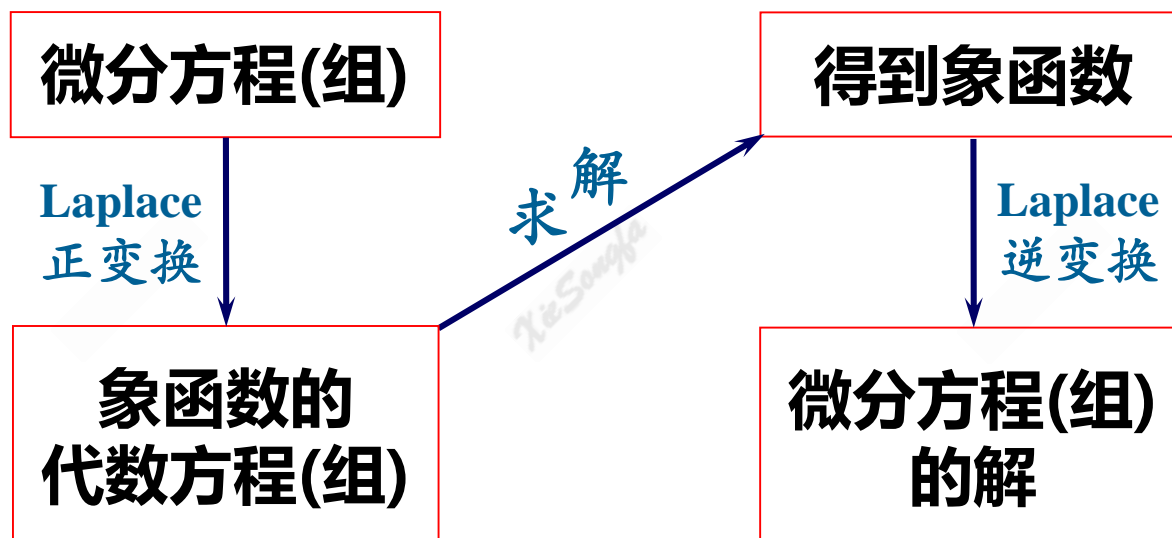 微分方程(组)
得到象函数
Laplace
正变换
求解
Laplace
逆变换
XieSongfa
象函数的
代数方程(组)
微分方程(组)
的解